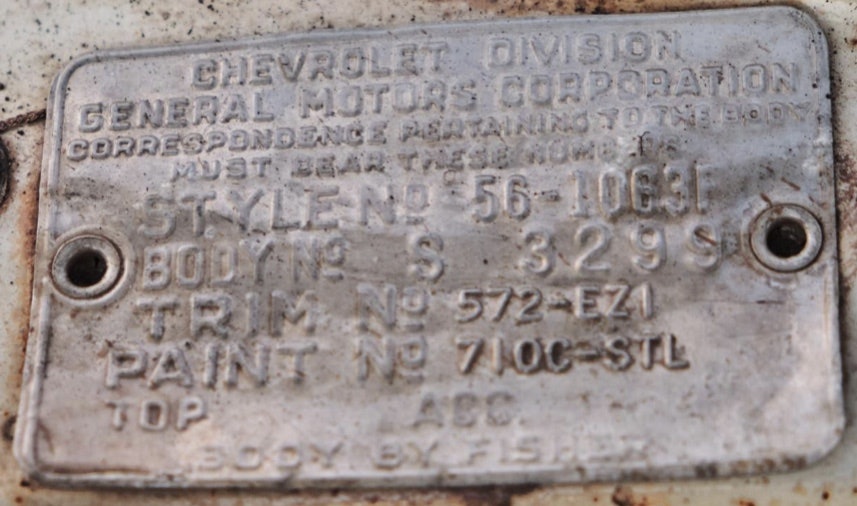 CHEVROLET DIVISION
GENERAL MOTORS CORPORATION
CORRESPONDENCE PERTAINING TO THE BODY
MUST BEAR THESE NUMBERS
STYLE Nº 56-1063F
BODY Nº S 3299
TRIM Nº 572-EZ1
PAINT Nº 710C-STL
TOP ACC.
BODY BY FISHER